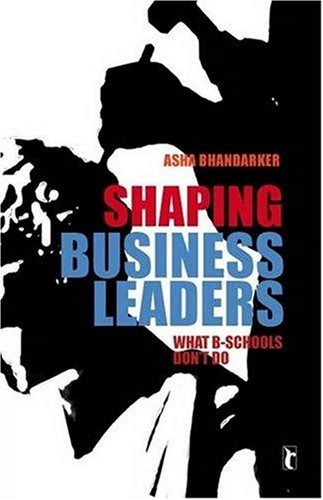 ASHA BHANDARKER
SHAPING
BUSINESS
LEADERS
WHAT B-SCHOOLS
DON'T DO